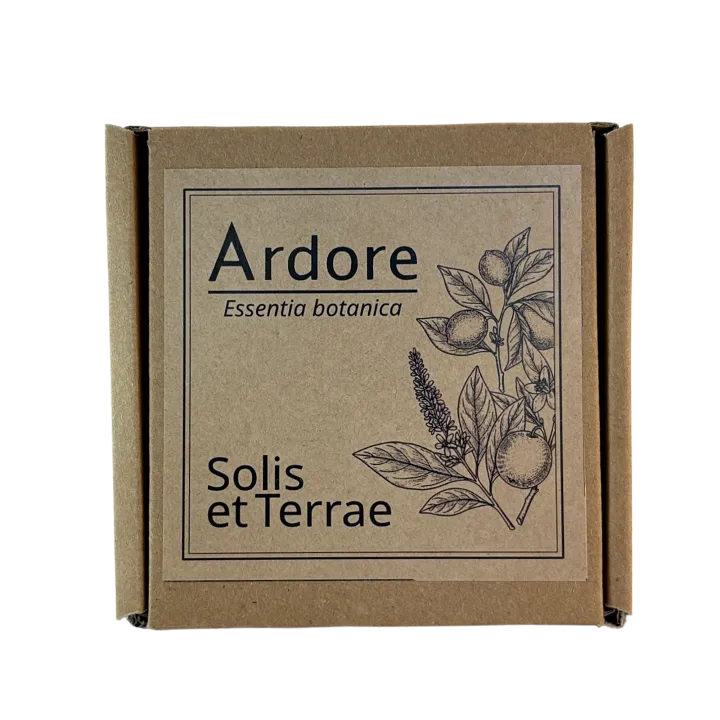 Ardore
Essentia botanica
Solis
et Terrae